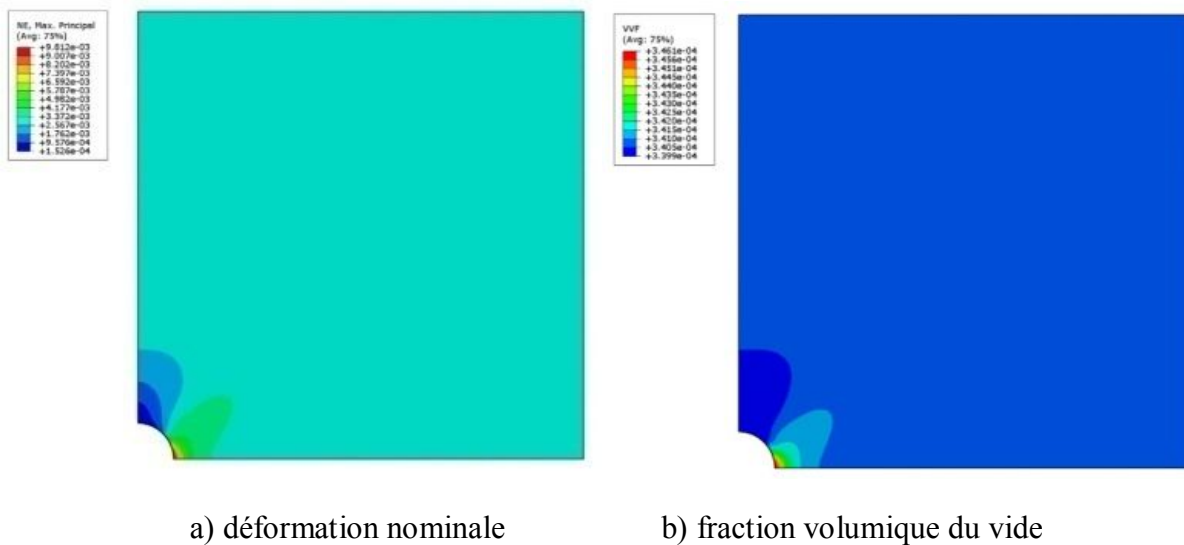 NE, Max. Principal
(Avg: 75%)
+9.812e-03
+9.007e-03
+8.202e-03
+7.397e-03
+6.592e-03
+5.787e-03
+4.982e-03
+4.177e-03
+3.372e-03
+2.567e-03
+1.762e-03
+9.576e-04
+1.526e-04
VVF
(Avg: 75%)
+3.461e-04
+3.456e-04
+3.451e-04
+3.445e-04
+3.440e-04
+3.435e-04
+3.430e-04
+3.425e-04
+3.420e-04
+3.415e-04
+3.410e-04
+3.405e-04
+3.399e-04
a) déformation nominale
b) fraction volumique du vide